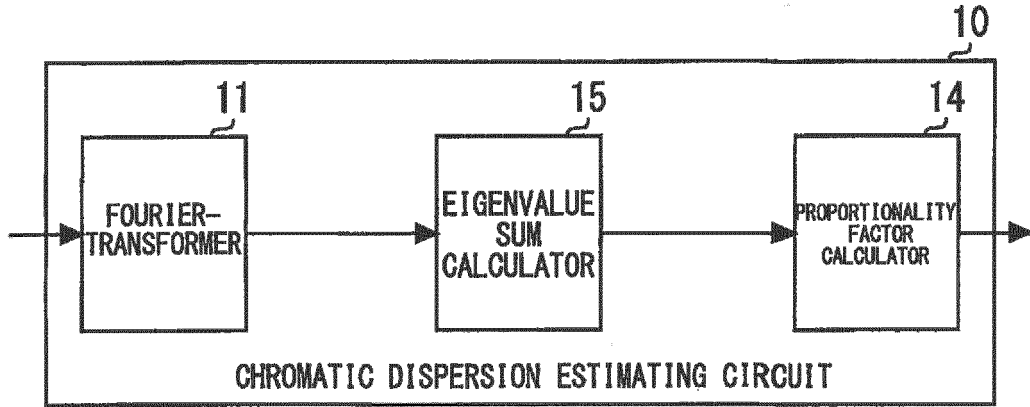 10
11
15
14
FOURIER-
TRANSFORMER
EIGENVALUE
SUM
CALCULATOR
PROPORTIONALITY
FACTOR
CALCULATOR
CHROMATIC DISPERSION ESTIMATING CIRCUIT